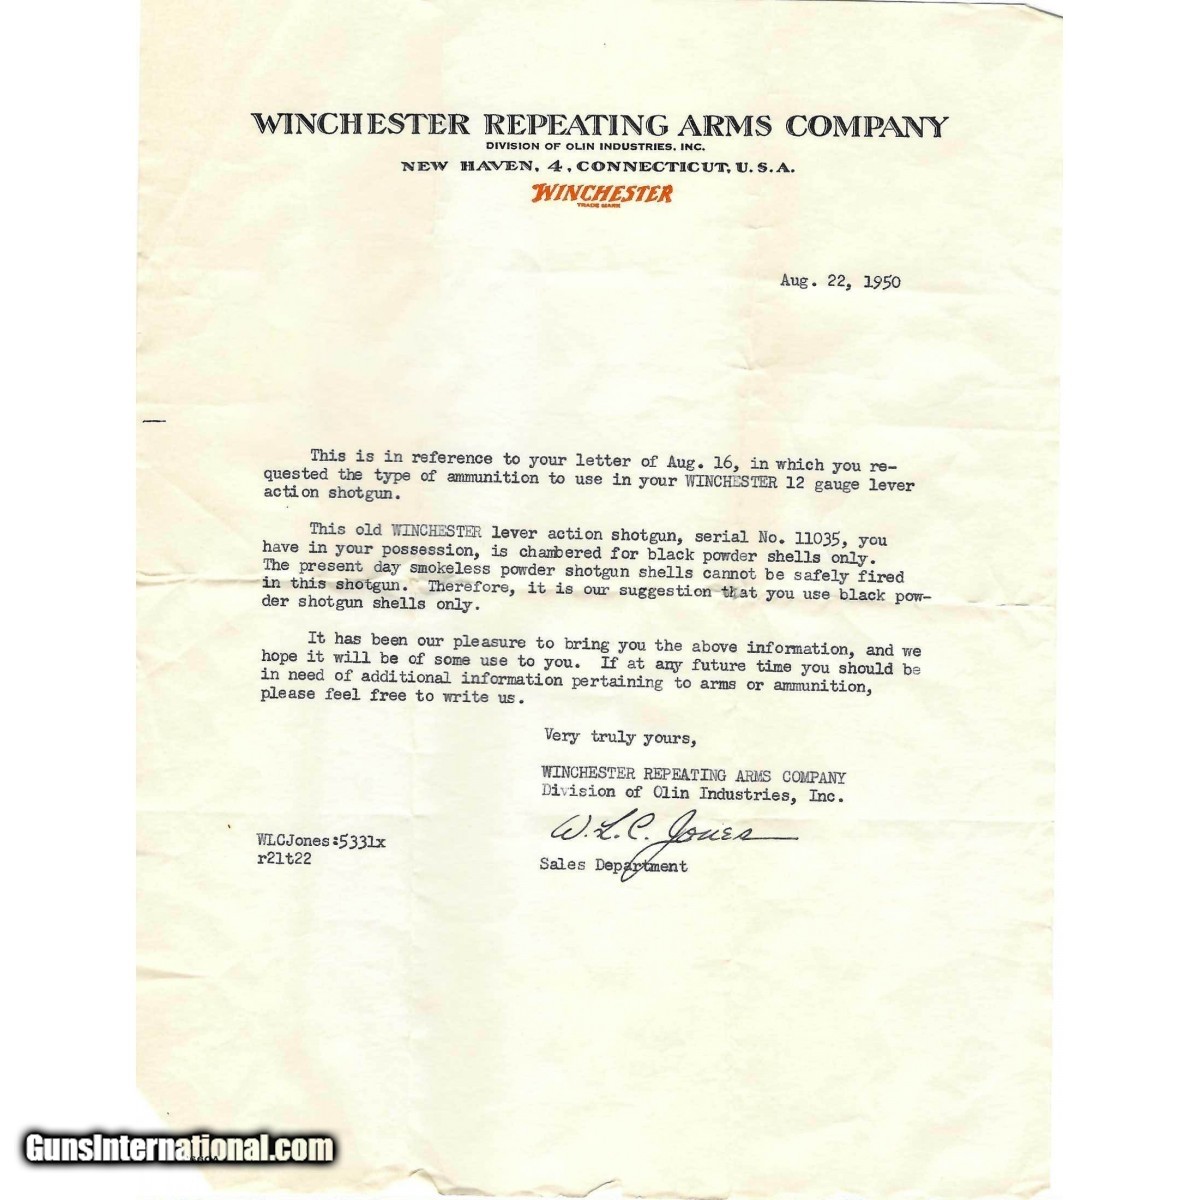 WINCHESTER REPEATING ARMS COMPANY
DIVISION OF OLIN INDUSTRIES, INC.
NEW HAVEN, 4, CONNECTICUT, U. S. A.
WINCHESTER
TRADE MARK
Aug. 22, 1950
This is in reference to your letter of Aug. 16, in which you re-
quested the type of ammunition to use in your WINCHESTER 12 gauge lever
action shotgun.
This old WINCHESTER lever action shotgun, serial No. 11035, you
have in your possession, is chambered for black powder shells only.
The present day smokeless powder shotgun shells cannot be safely fired
in this shotgun. Therefore, it is our suggestion that you use black pow-
der shotgun shells only.
It has been our pleasure to bring you the above information, and we
hope it will be of some use to you. If at any future time you should be
in need of additional information pertaining to arms or ammunition,
please feel free to write us.
Very truly yours,
WINCHESTER REPEATING ARMS COMPANY
Division of Olin Industries, Inc.
W. L. C. Jones
WLCJones:5331x
r21t22
Sales Department
GunsInternational.com